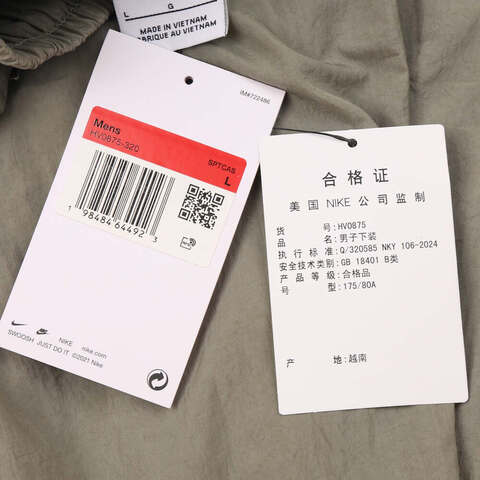 L G
MADE IN VIETNAM
FABRIQUE AU VIETNAM
IM#722486
Mens
HV0875-320
SPTCAS
L
1 98484 64492 3
NIKE nike.com
SWOOSH JUST DO IT ©2021 Nike
合格证
美国 NIKE 公司监制
货 号:HV0875
品 名:男子下装
执行标准:Q/320585 NKY 106-2024
安全技术类别:GB 18401 B类
产品等级:合格品
号 型:175/80A
产 地:越南